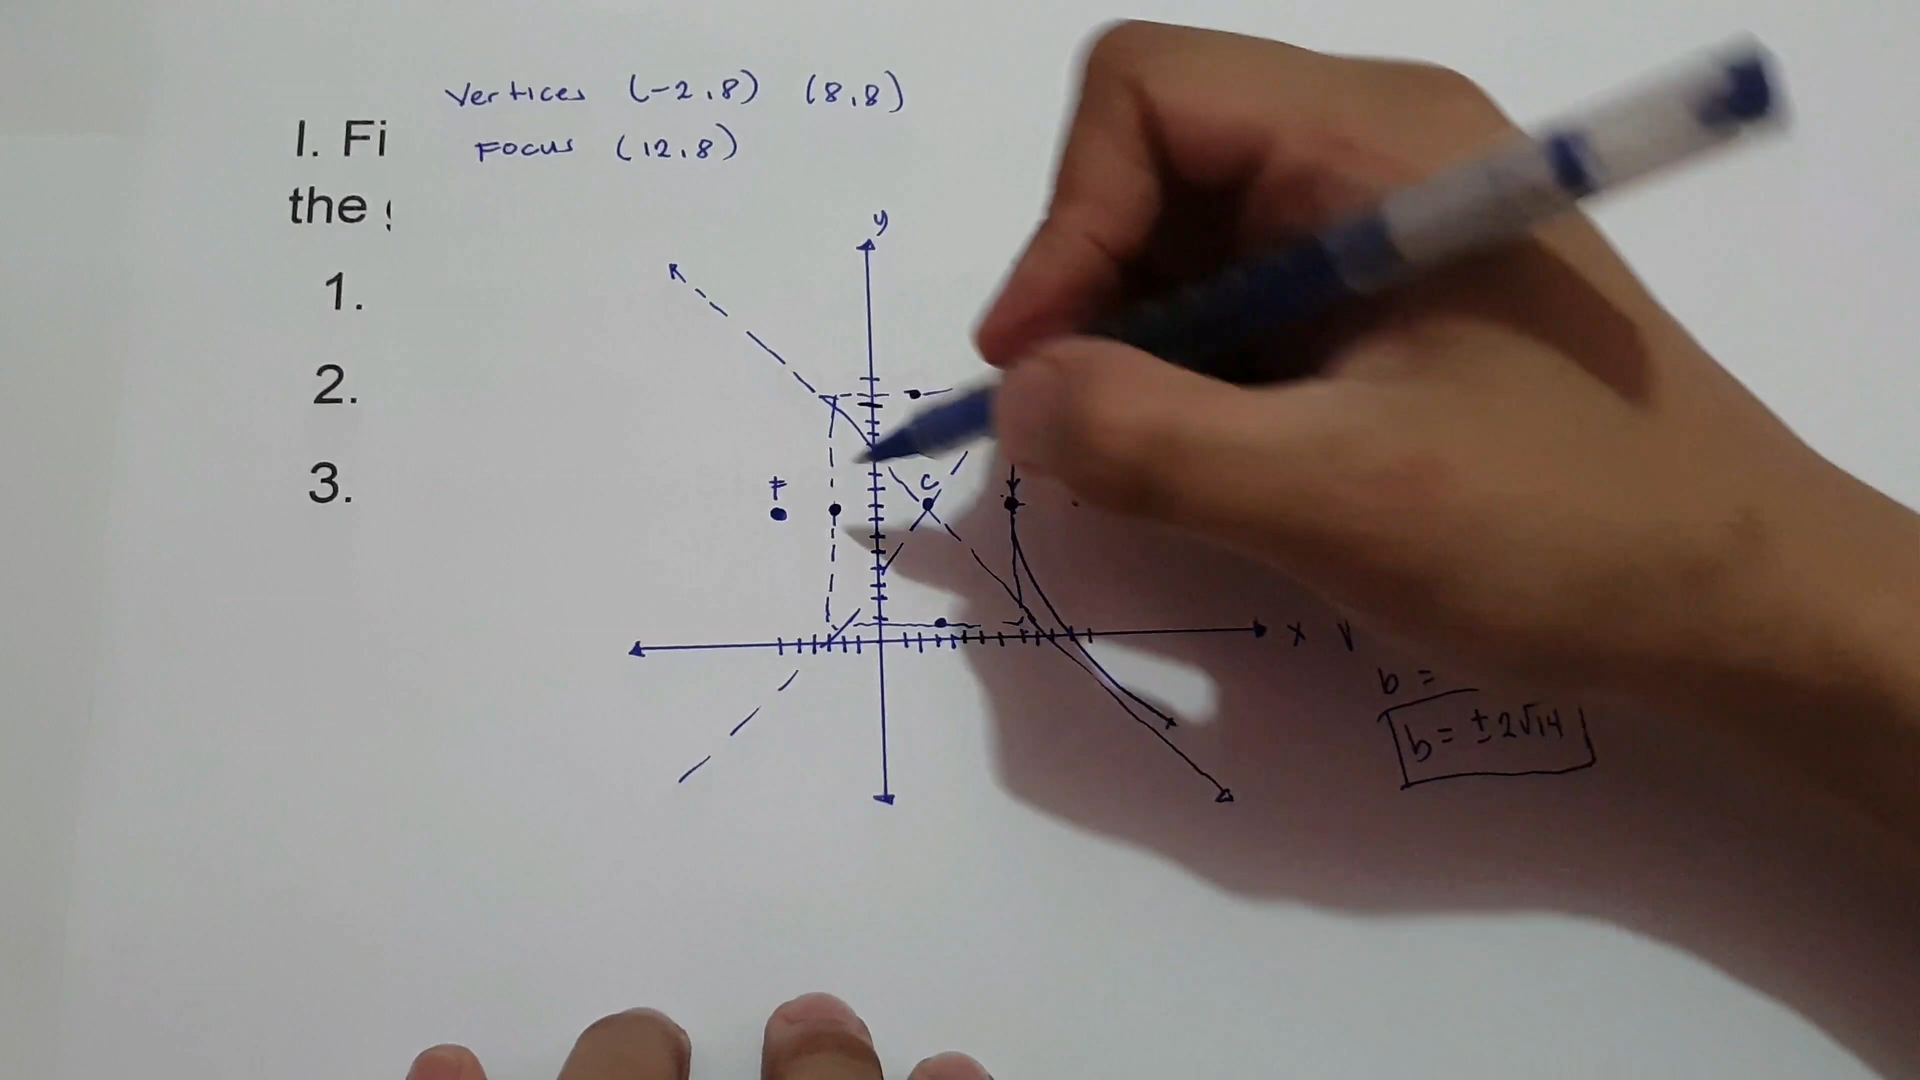 Vertices (-2,8) (8,8)
Focus (12,8)
I. Fi
the
1.
2.
3.
y
F
C
x
b =
b = ±2√14